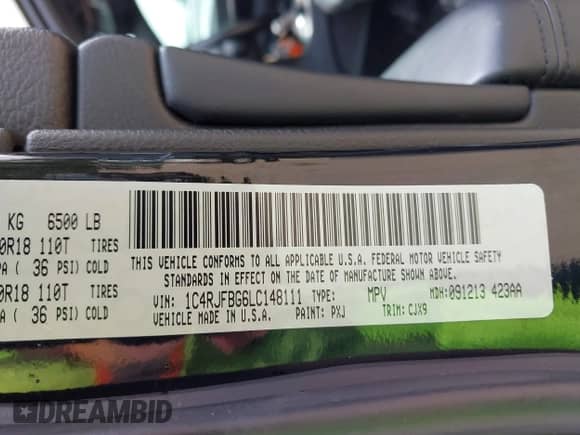 KG 6500 LB
0R18 110T TIRES
PA ( 36 PSI) COLD
0R18 110T TIRES
PA ( 36 PSI) COLD
THIS VEHICLE CONFORMS TO ALL APPLICABLE U.S.A. FEDERAL MOTOR VEHICLE SAFETY
STANDARDS IN EFFECT ON THE DATE OF MANUFACTURE SHOWN ABOVE.
VIN: 1C4RJFBG6LC148111 TYPE: MPV MDH:091213 423AA
VEHICLE MADE IN U.S.A. PAINT: PXJ TRIM: CJX9
DREAMBID